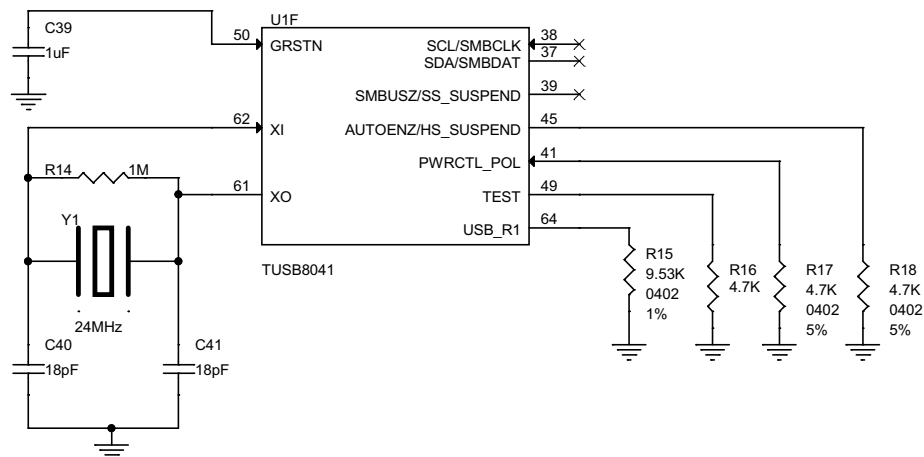 U1F
C39
1uF
50
GRSTN
SCL/SMBCLK
38
SDA/SMBDAT
37
SMBUSZ/SS_SUSPEND
39
62
XI
AUTOENZ/HS_SUSPEND
45
R14
1M
PWRCTL_POL
41
61
XO
TEST
49
Y1
USB_R1
64
TUSB8041
24MHz
R15
9.53K
0402
1%
R16
4.7K
R17
4.7K
0402
5%
R18
4.7K
0402
5%
C40
18pF
C41
18pF